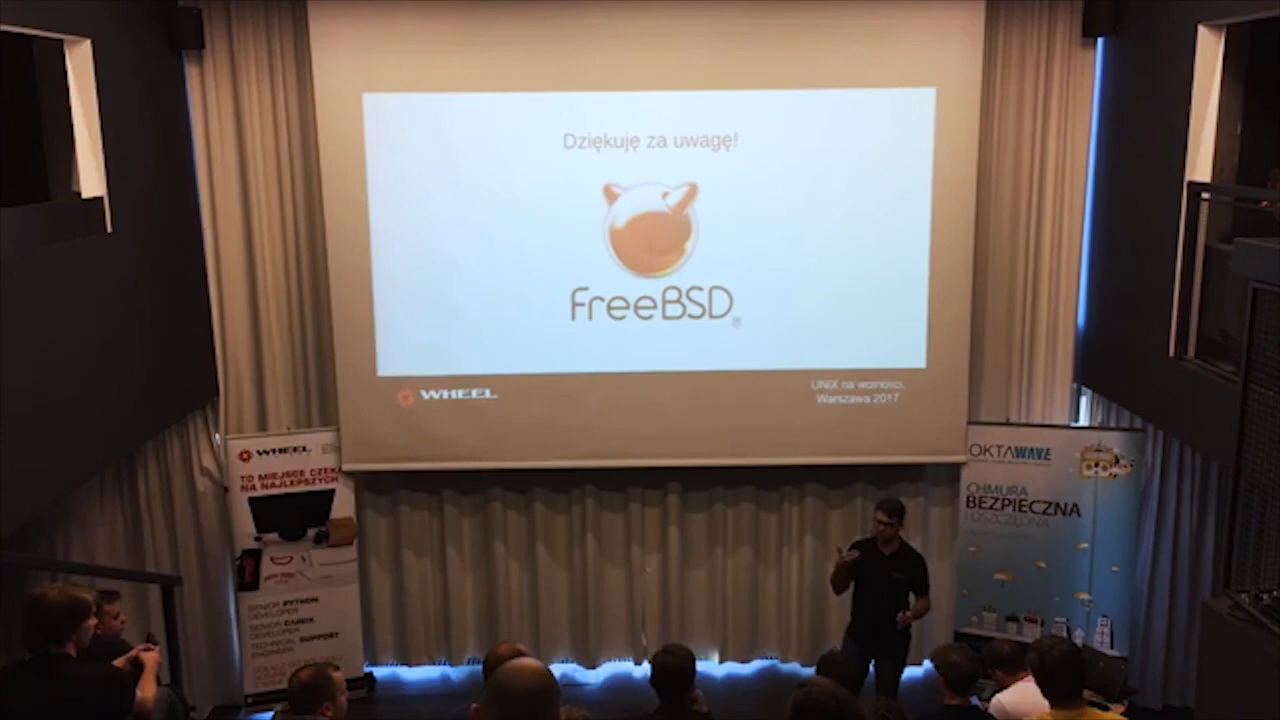 Dziękuję za uwagę!
FreeBSD
®
WHEEL
UNIX na wolności,
Warszawa 2017
WHEEL
TO MIEJSCE CZEKA
NA NAJLEPSZYCH
SENIOR PYTHON
DEVELOPER
SENIOR C/UNIX
DEVELOPER
TECHNICAL SUPPORT
ENGINEER
OKTAWAVE
CHMURA
BEZPIECZNA
I OSZCZĘDNA